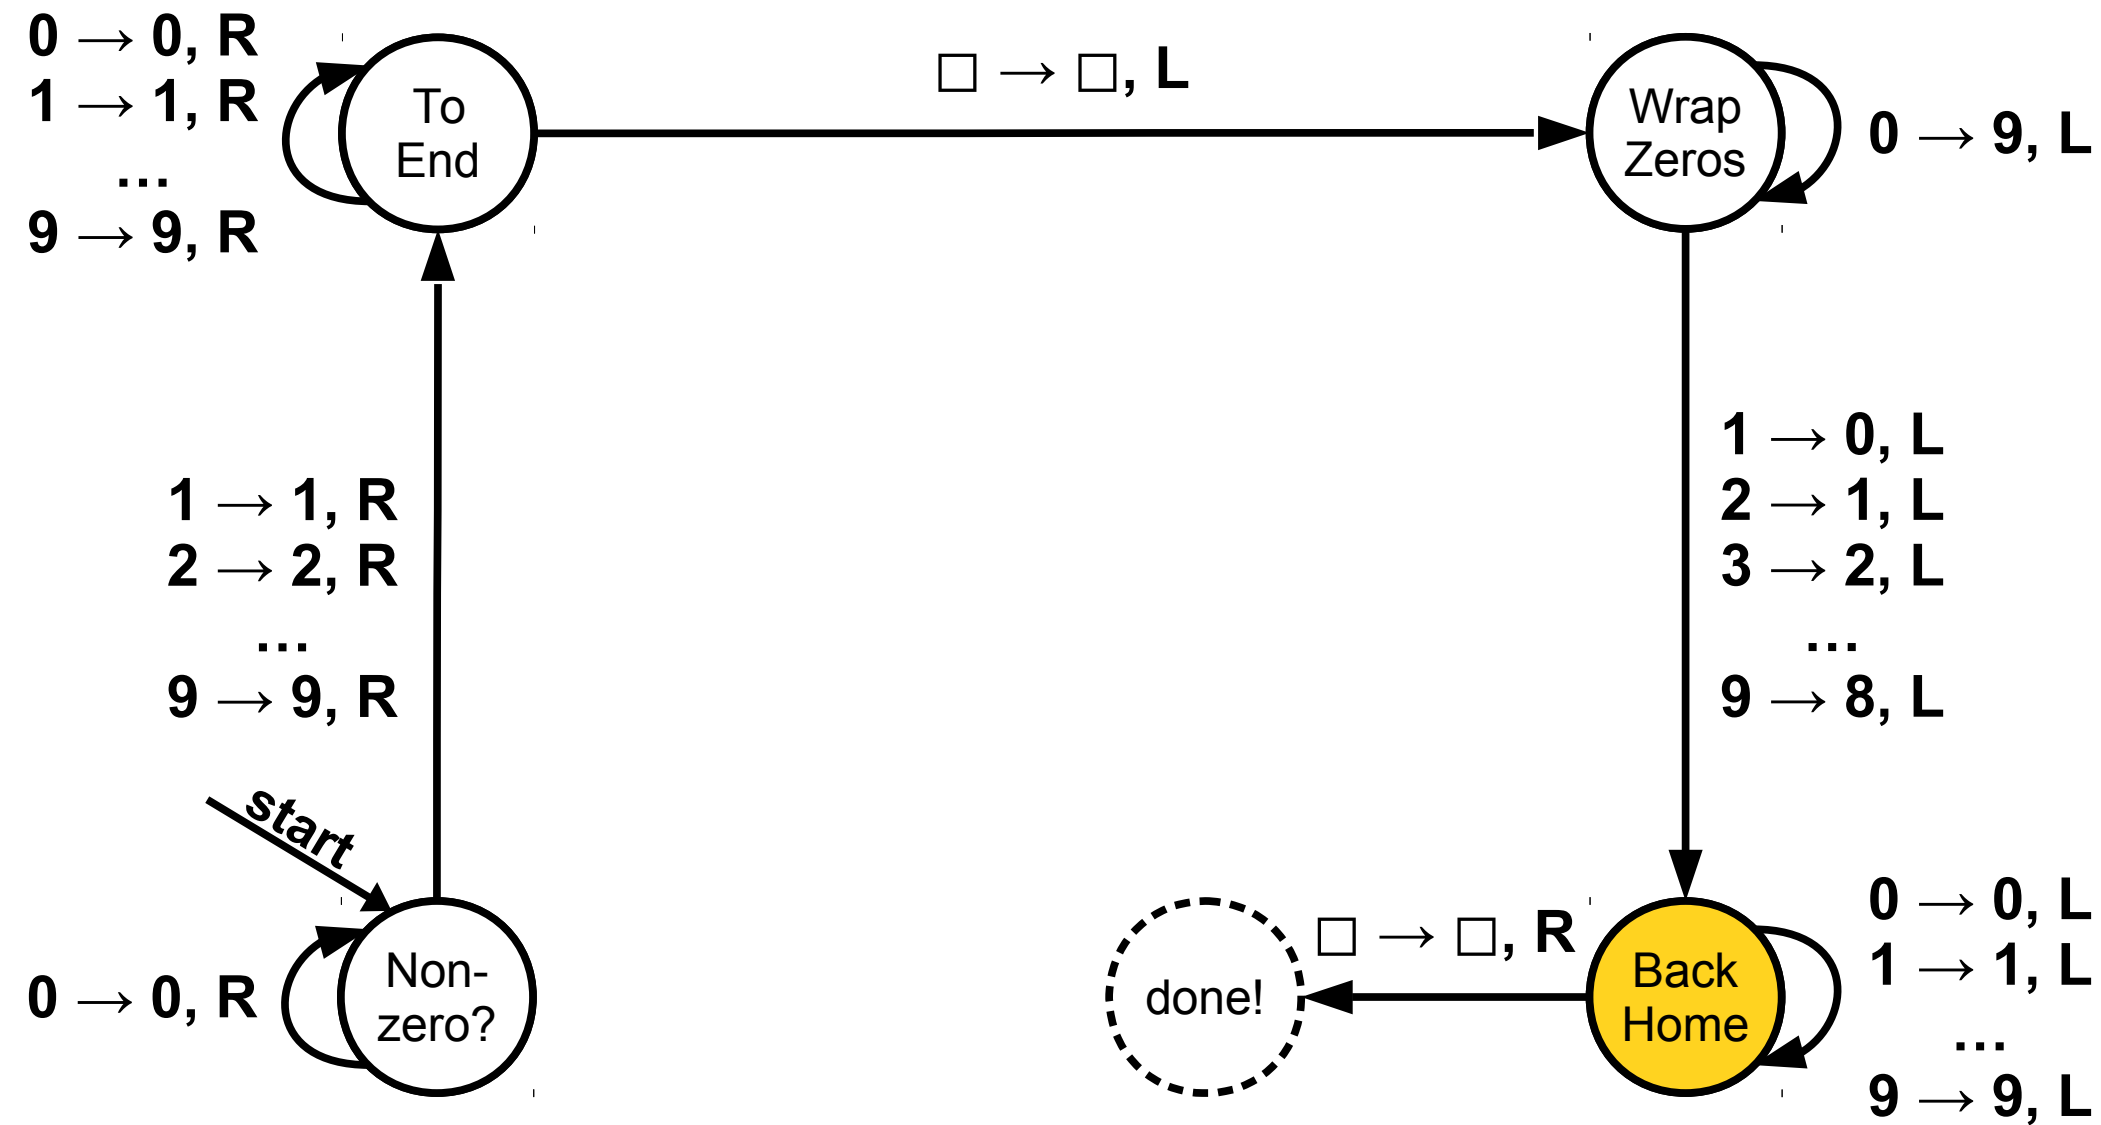 0 → 0, R
1 → 1, R
...
9 → 9, R
To
End
□ → □, L
Wrap
Zeros
0 → 9, L
1 → 1, R
2 → 2, R
...
9 → 9, R
1 → 0, L
2 → 1, L
3 → 2, L
...
9 → 8, L
start
Non-
zero?
0 → 0, R
done!
□ → □, R
Back
Home
0 → 0, L
1 → 1, L
...
9 → 9, L